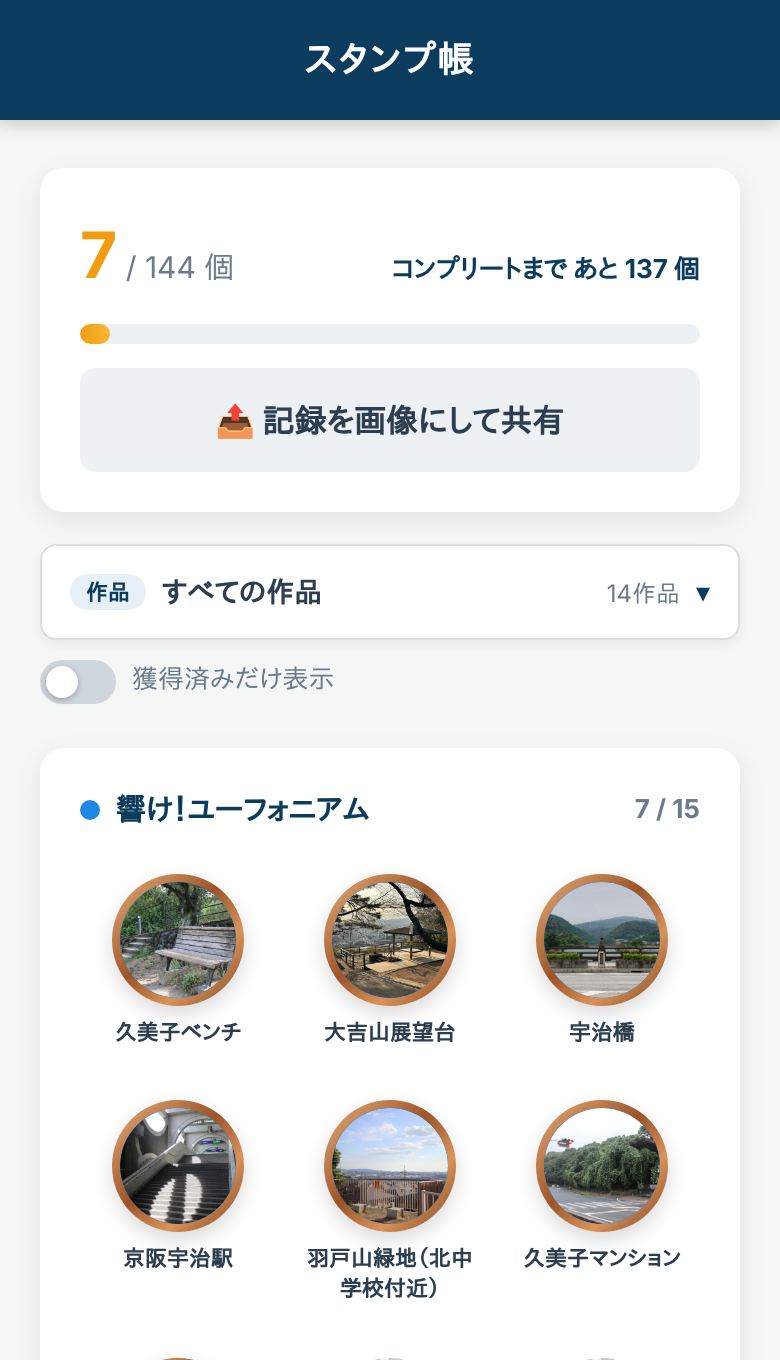 スタンプ帳
7 / 144 個
コンプリートまで あと 137 個
📤 記録を画像にして共有
作品 すべての作品 14作品 ▼
獲得済みだけ表示
響け！ユーフォニアム 7 / 15
久美子ベンチ 大吉山展望台 宇治橋
京阪宇治駅 羽戸山緑地（北中 久美子マンション
学校付近）